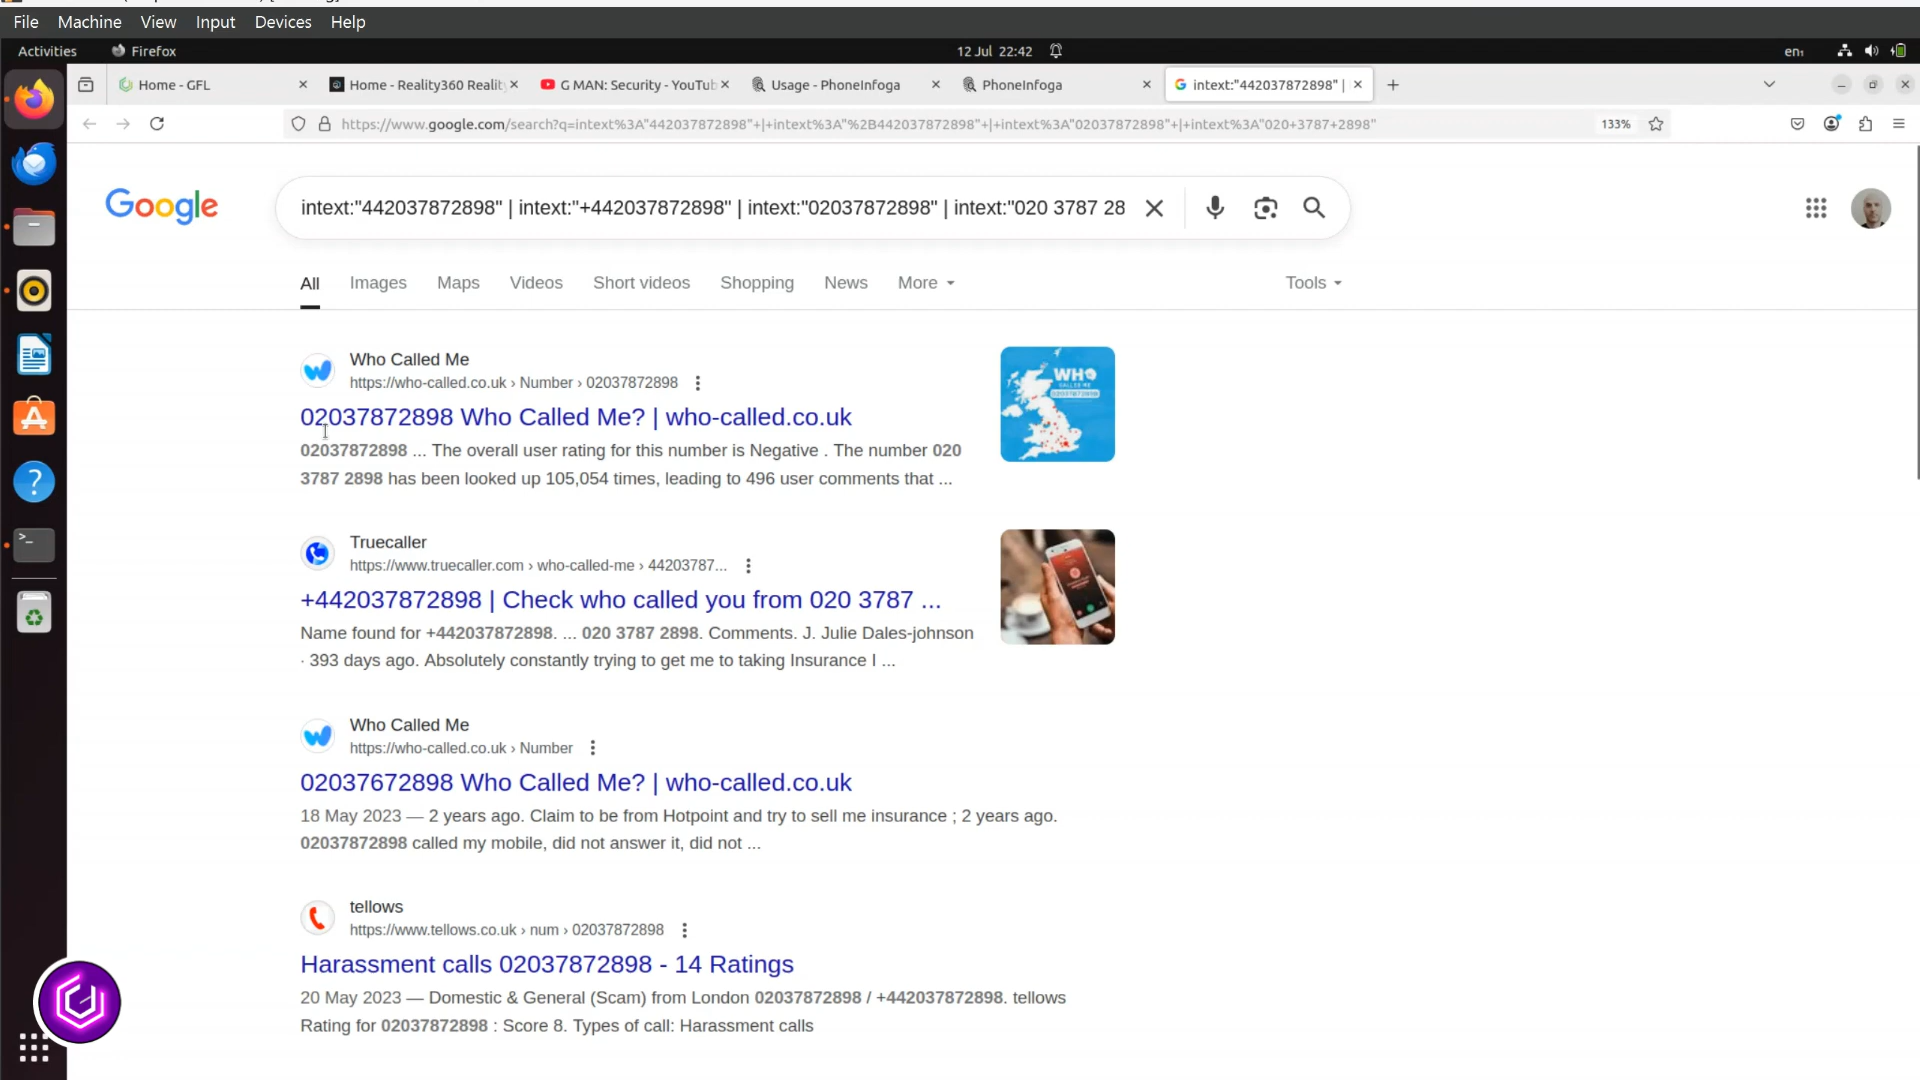 File Machine View Input Devices Help
Activities Firefox 12 Jul 22:42 en₁
Home - GFL Home - Reality360 Realit G MAN: Security - YouTub Usage - PhoneInfoga PhoneInfoga intext:"442037872898" |
https://www.google.com/search?q=intext%3A"442037872898"+|+intext%3A"%2B442037872898"+|+intext%3A"02037872898"+|+intext%3A"020+3787+2898" 133%
Google intext:"442037872898" | intext:"+442037872898" | intext:"02037872898" | intext:"020 3787 28
All Images Maps Videos Short videos Shopping News More Tools
Who Called Me
https://who-called.co.uk › Number › 02037872898
02037872898 Who Called Me? | who-called.co.uk
02037872898 ... The overall user rating for this number is Negative . The number 020
3787 2898 has been looked up 105,054 times, leading to 496 user comments that ...
WHO
CALLED ME
02037872898
Truecaller
https://www.truecaller.com › who-called-me › 44203787...
+442037872898 | Check who called you from 020 3787 ...
Name found for +442037872898. ... 020 3787 2898. Comments. J. Julie Dales-johnson
· 393 days ago. Absolutely constantly trying to get me to taking Insurance I ...
Who Called Me
https://who-called.co.uk › Number
02037672898 Who Called Me? | who-called.co.uk
18 May 2023 — 2 years ago. Claim to be from Hotpoint and try to sell me insurance ; 2 years ago.
02037872898 called my mobile, did not answer it, did not ...
tellows
https://www.tellows.co.uk › num › 02037872898
Harassment calls 02037872898 - 14 Ratings
20 May 2023 — Domestic & General (Scam) from London 02037872898 / +442037872898. tellows
Rating for 02037872898 : Score 8. Types of call: Harassment calls